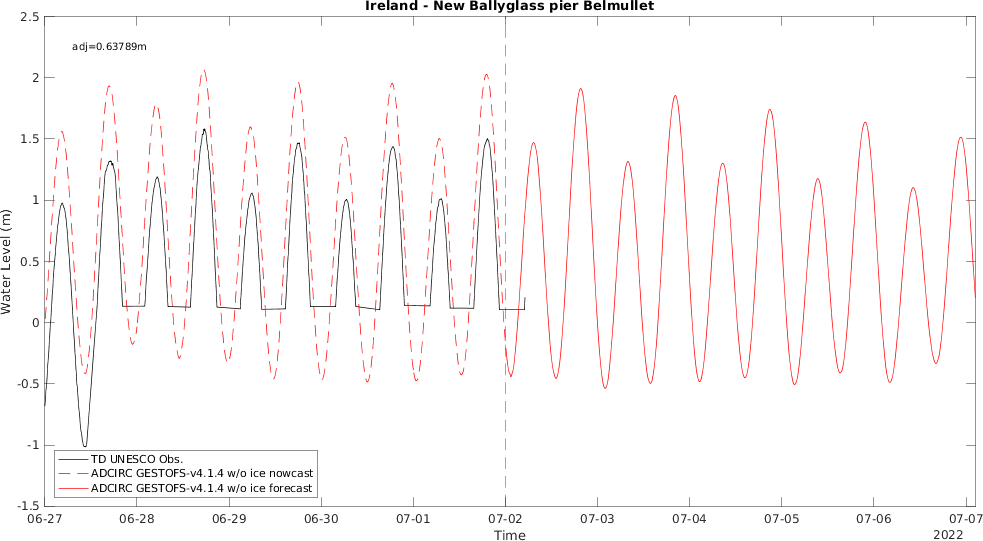 Ireland - New Ballyglass pier Belmullet
adj=0.63789m
2.5
2
1.5
1
0.5
0
-0.5
-1
-1.5
Water Level (m)
TD UNESCO Obs.
ADCIRC GESTOFS-v4.1.4 w/o ice nowcast
ADCIRC GESTOFS-v4.1.4 w/o ice forecast
06-27 06-28 06-29 06-30 07-01 07-02 07-03 07-04 07-05 07-06 07-07
Time
2022